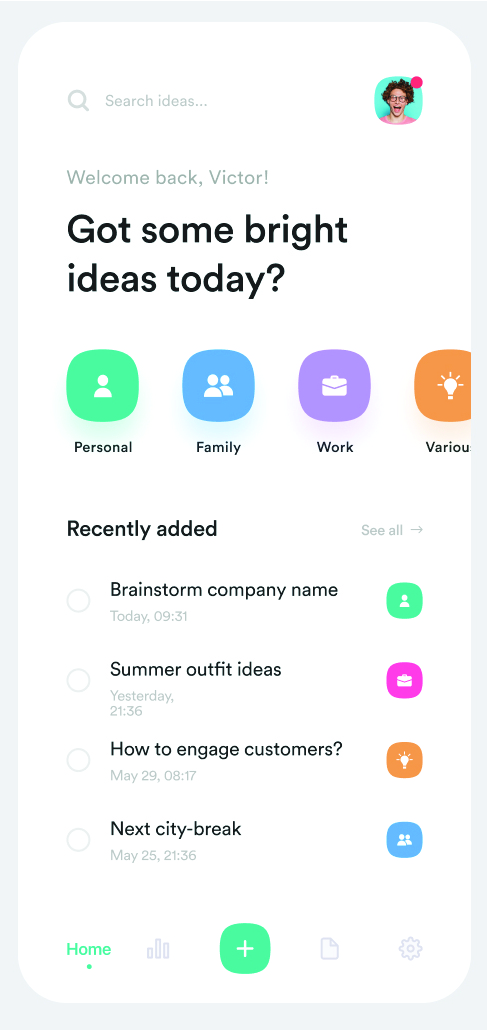 Search ideas...
Welcome back, Victor!
Got some bright
ideas today?
Personal
Family
Work
Variou
Recently added
See all →
Brainstorm company name
Today, 09:31
Summer outfit ideas
Yesterday,
21:36
How to engage customers?
May 29, 08:17
Next city-break
May 25, 21:36
Home